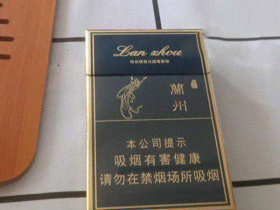 Lan zhou
蘭州
本公司提示
吸烟有害健康
请勿在禁烟场所吸烟